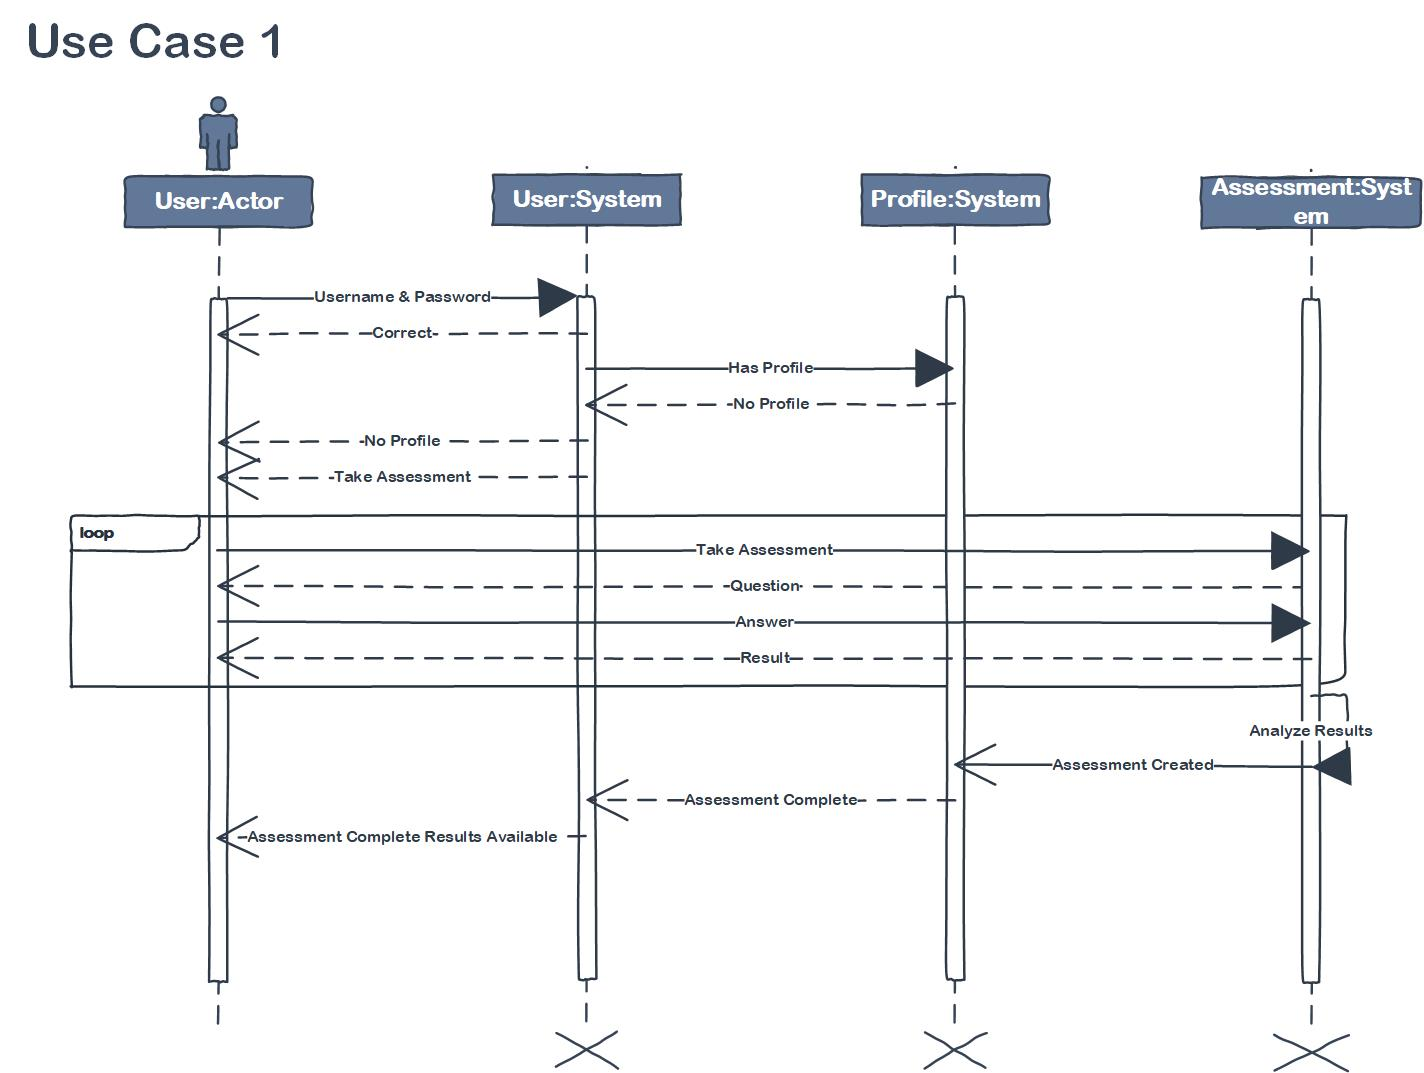 Use Case 1
User:Actor
User:System
Profile:System
Assessment:Syst
em
Username & Password
Correct
Has Profile
No Profile
No Profile
Take Assessment
loop
Take Assessment
Question
Answer
Result
Analyze Results
Assessment Created
Assessment Complete
Assessment Complete Results Available